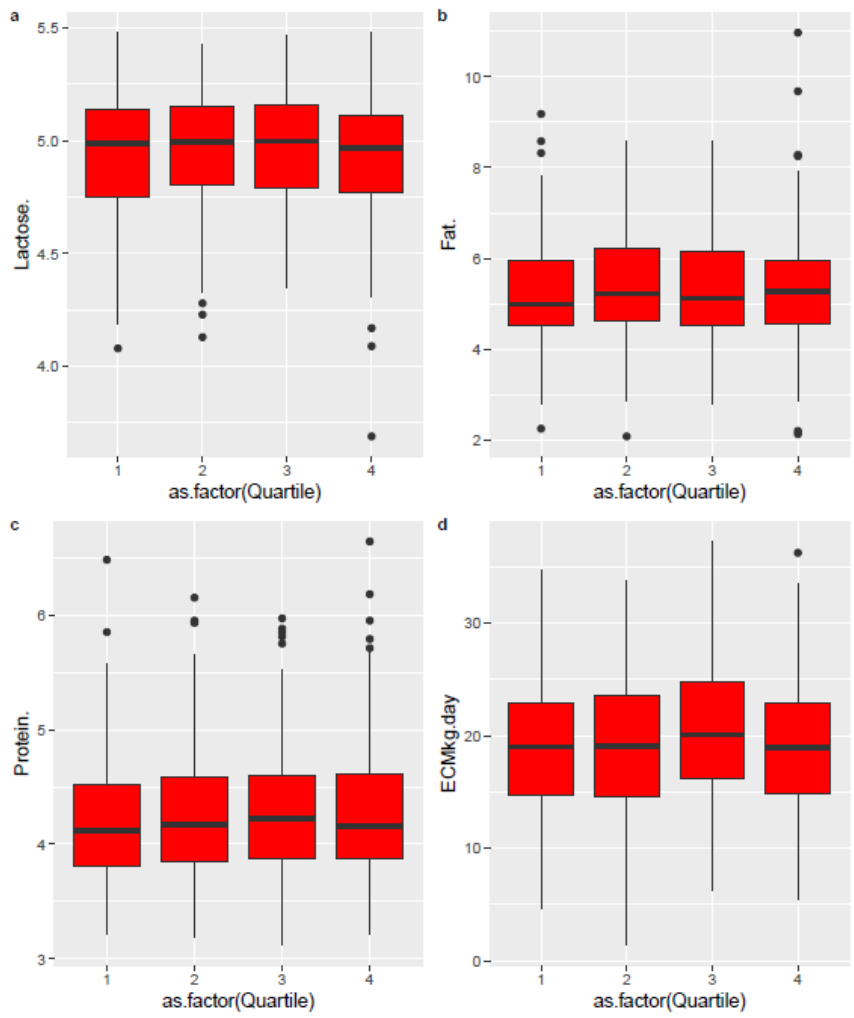 a
5.5
5.0
4.5
4.0
Lactose.
1 2 3 4
as.factor(Quartile)
b
10
8
6
4
2
Fat.
1 2 3 4
as.factor(Quartile)
c
6
5
4
3
Protein.
1 2 3 4
as.factor(Quartile)
d
30
20
10
0
ECMkg.day
1 2 3 4
as.factor(Quartile)